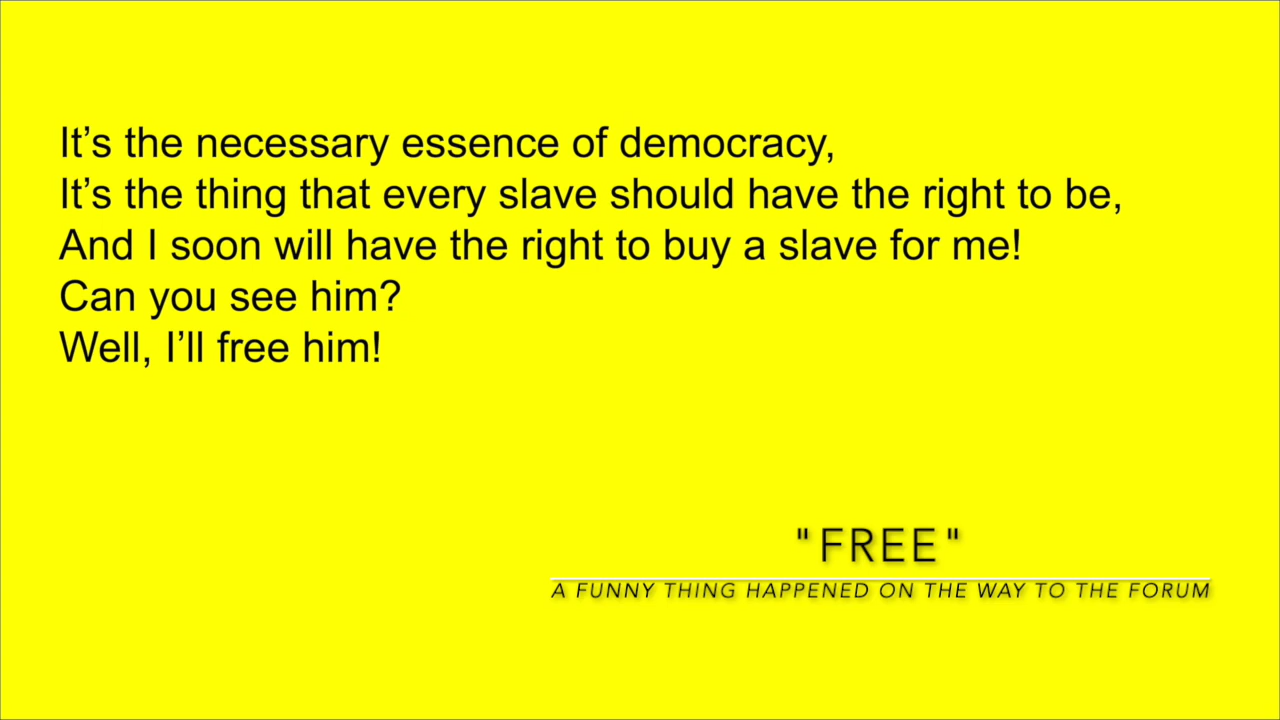 It’s the necessary essence of democracy,
It’s the thing that every slave should have the right to be,
And I soon will have the right to buy a slave for me!
Can you see him?
Well, I’ll free him!
"FREE"
A FUNNY THING HAPPENED ON THE WAY TO THE FORUM